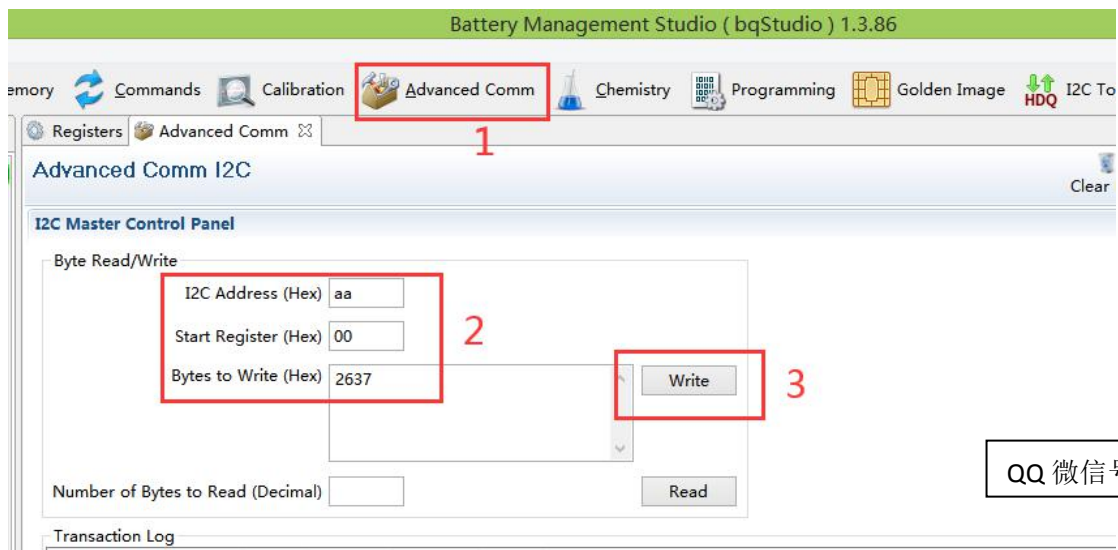 Battery Management Studio ( bqStudio ) 1.3.86
emory Commands Calibration Advanced Comm Chemistry Programming Golden Image HDQ I2C To
1
Registers Advanced Comm
Advanced Comm I2C
Clear
I2C Master Control Panel
Byte Read/Write
I2C Address (Hex) aa
Start Register (Hex) 00
2
Bytes to Write (Hex) 2637
Write
3
QQ 微信号
Number of Bytes to Read (Decimal) Read
Transaction Log